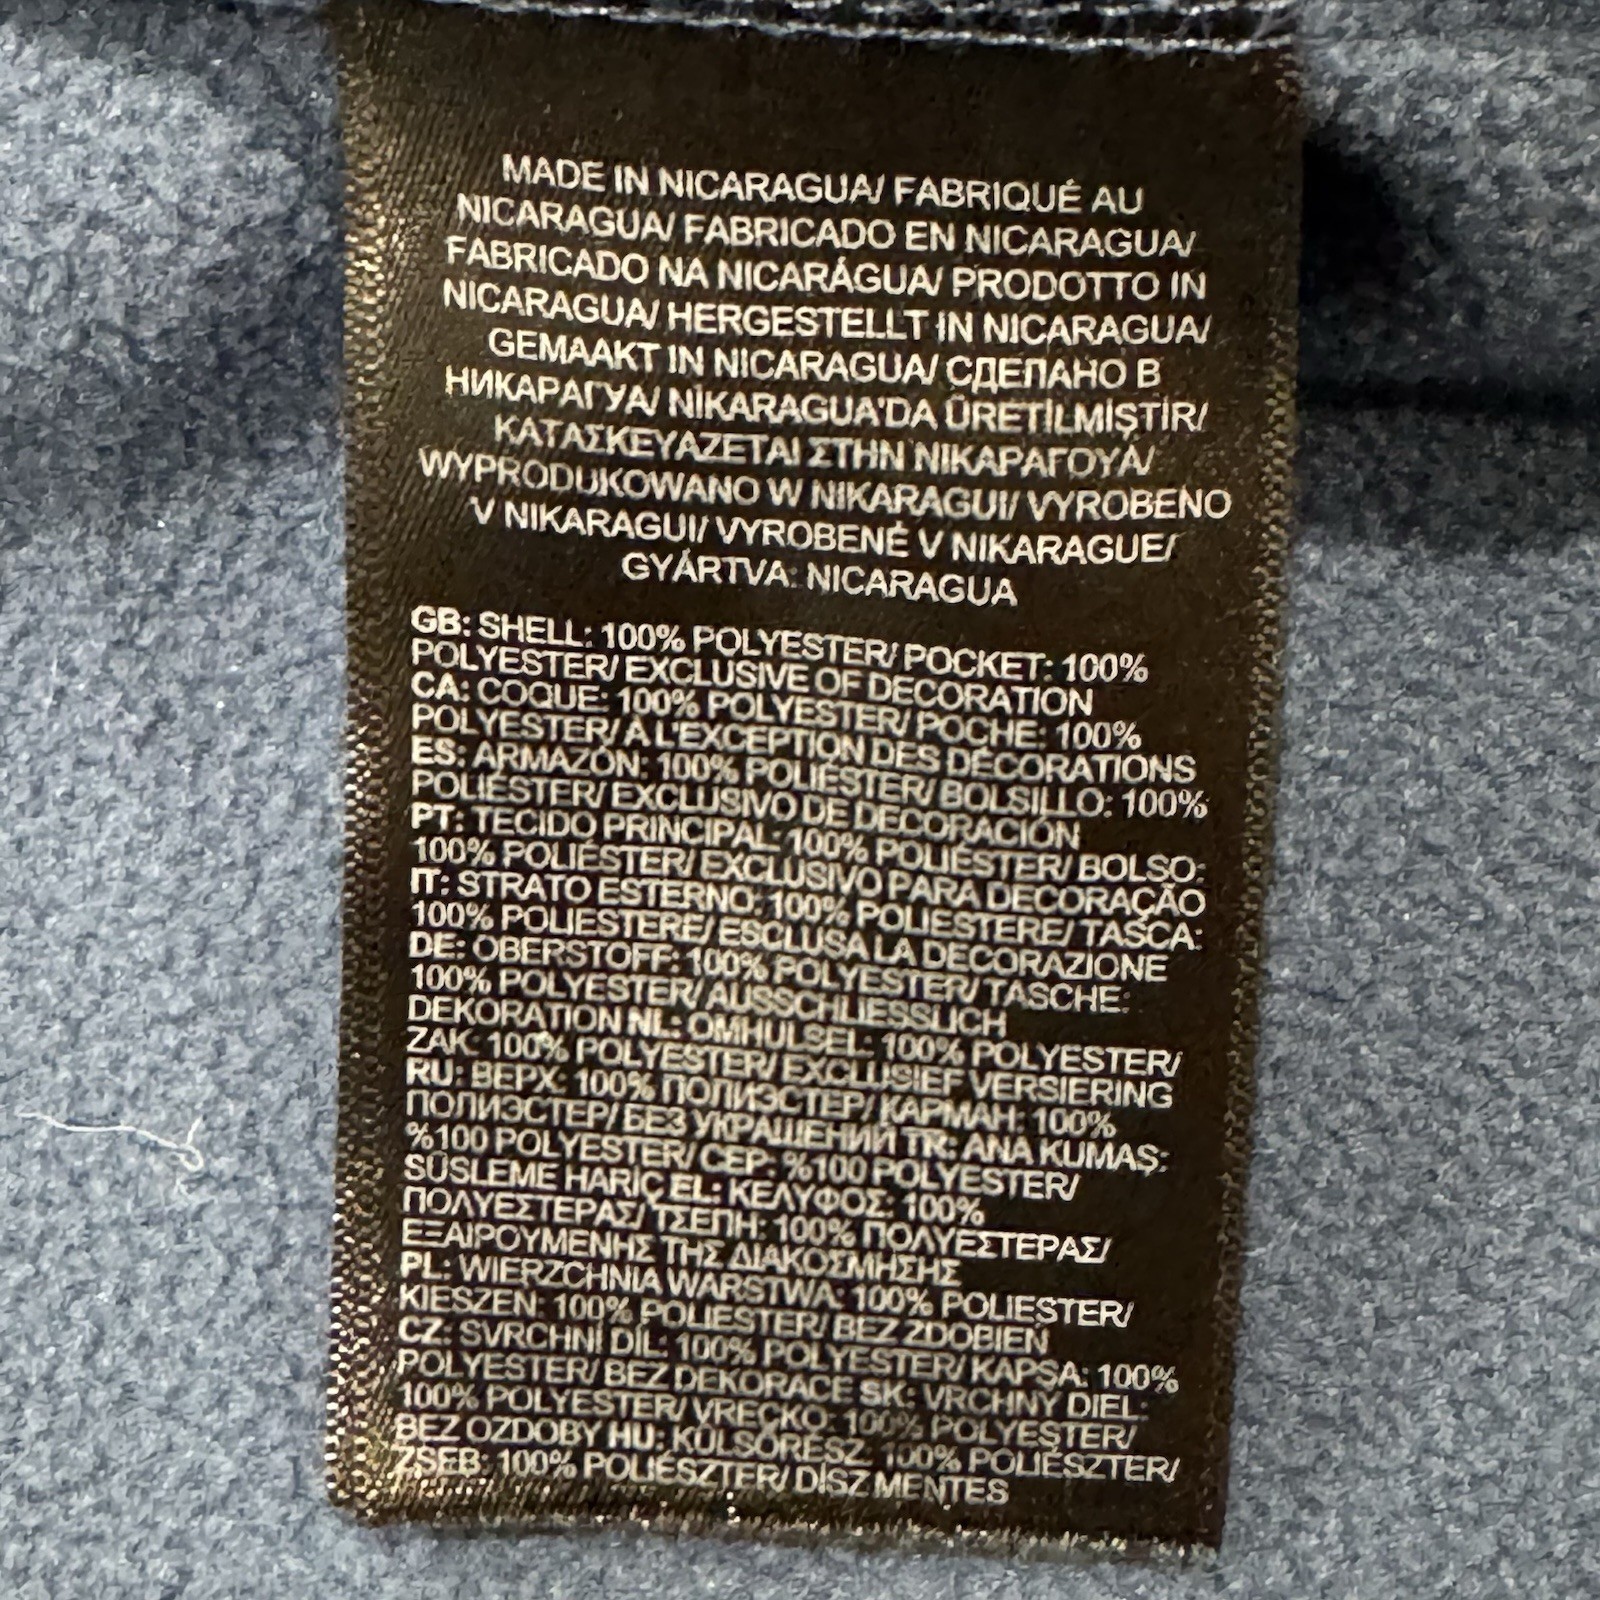 MADE IN NICARAGUA/ FABRIQUÉ AU
NICARAGUA/ FABRICADO EN NICARAGUA/
FABRICADO NA NICARÁGUA/ PRODOTTO IN
NICARAGUA/ HERGESTELLT IN NICARAGUA/
GEMAAKT IN NICARAGUA/ СДЕЛАНО В
НИКАРАГУА/ NİKARAGUA'DA ÜRETİLMİŞTİR/
ΚΑΤΑΣΚΕΥΑΖΕΤΑΙ ΣΤΗΝ ΝΙΚΑΡΑΓΟΥΑ/
WYPRODUKOWANO W NIKARAGUI/ VYROBENO
V NIKARAGUI/ VYROBENÉ V NIKARAGUE/
GYÁRTVA: NICARAGUA
GB: SHELL: 100% POLYESTER/ POCKET: 100%
POLYESTER/ EXCLUSIVE OF DECORATION
CA: COQUE: 100% POLYESTER/ POCHE: 100%
POLYESTER/ À L'EXCEPTION DES DÉCORATIONS
ES: ARMAZÓN: 100% POLIÉSTER/ BOLSILLO: 100%
POLIÉSTER/ EXCLUSIVO DE DECORACIÓN
PT: TECIDO PRINCIPAL: 100% POLIÉSTER/ BOLSO:
100% POLIÉSTER/ EXCLUSIVO PARA DECORAÇÃO
IT: STRATO ESTERNO: 100% POLIESTERE/ TASCA:
100% POLIESTERE/ ESCLUSA LA DECORAZIONE
DE: OBERSTOFF: 100% POLYESTER/ TASCHE:
100% POLYESTER/ AUSSCHLIESSLICH
DEKORATION NL: OMHULSEL: 100% POLYESTER/
ZAK: 100% POLYESTER/ EXCLUSIEF VERSIERING
RU: ВЕРХ: 100% ПОЛИЭСТЕР/ КАРМАН: 100%
ПОЛИЭСТЕР/ БЕЗ УКРАШЕНИЙ TR: ANA KUMAŞ:
%100 POLYESTER/ CEP: %100 POLYESTER/
SÜSLEME HARİÇ EL: ΚΕΛΥΦΟΣ: 100%
ΠΟΛΥΕΣΤΕΡΑΣ/ ΤΣΕΠΗ: 100% ΠΟΛΥΕΣΤΕΡΑΣ/
ΕΞΑΙΡΟΥΜΕΝΗΣ ΤΗΣ ΔΙΑΚΟΣΜΗΣΗΣ
PL: WIERZCHNIA WARSTWA: 100% POLIESTER/
KIESZEN: 100% POLIESTER/ BEZ ZDOBIEN
CZ: SVRCHNÍ DÍL: 100% POLYESTER/ KAPSA: 100%
POLYESTER/ BEZ DEKORACE SK: VRCHNY DIEL:
100% POLYESTER/ VRECKO: 100% POLYESTER/
BEZ OZDOBY HU: KÜLSŐRÉSZ: 100% POLIÉSZTER/
ZSEB: 100% POLIÉSZTER/ DÍSZ MENTES